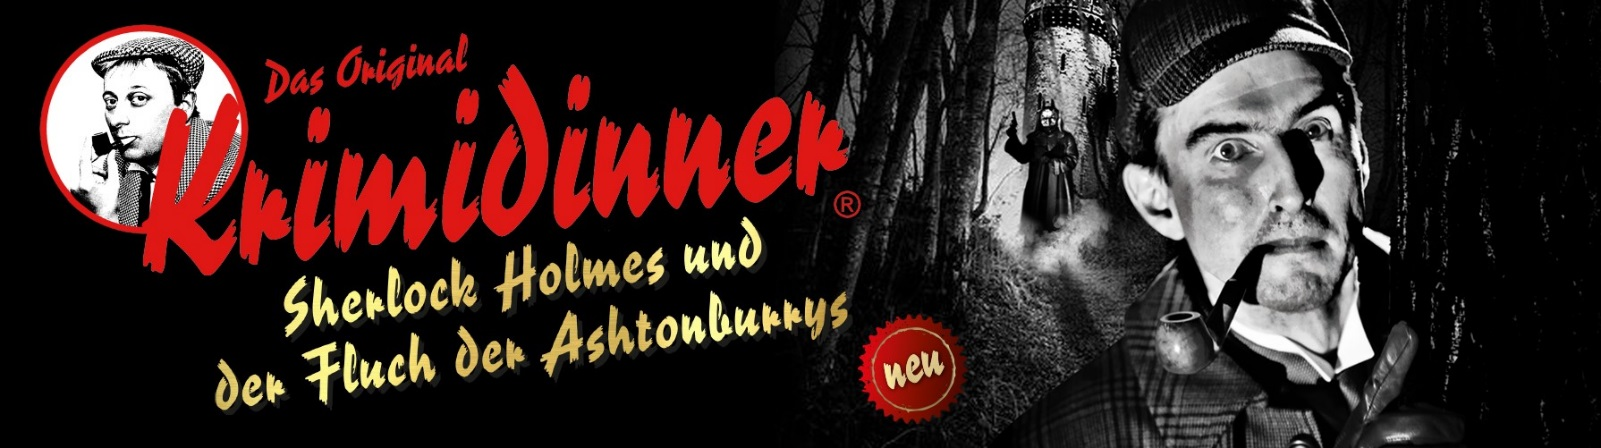 Das Original
Krimidinner®
Sherlock Holmes und
der Fluch der Ashtonburrys
neu